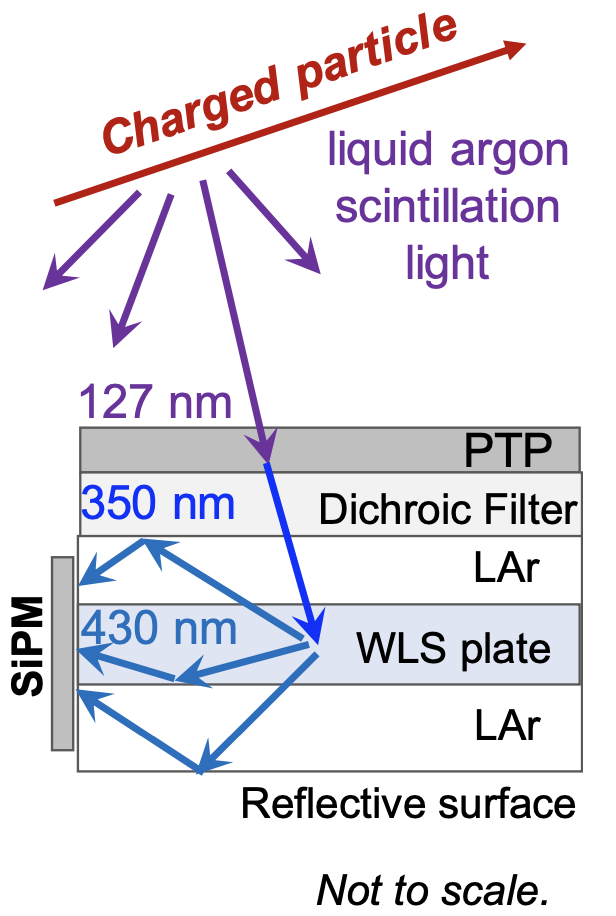 Charged particle
liquid argon
scintillation
light
127 nm
PTP
350 nm
Dichroic Filter
LAr
SiPM
430 nm
WLS plate
LAr
Reflective surface
Not to scale.